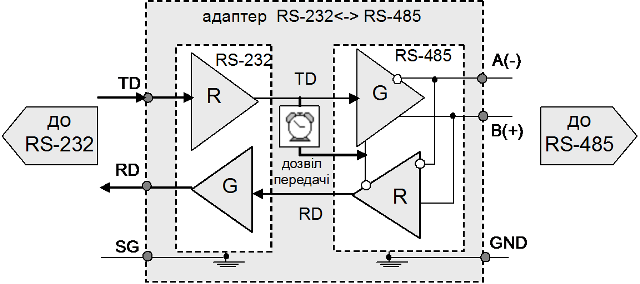 адаптер RS-232<-> RS-485
RS-232
RS-485
TD
R
TD
G
A(-)
B(+)
до
RS-232
до
RS-485
дозвіл
передачі
RD
G
RD
R
SG
GND